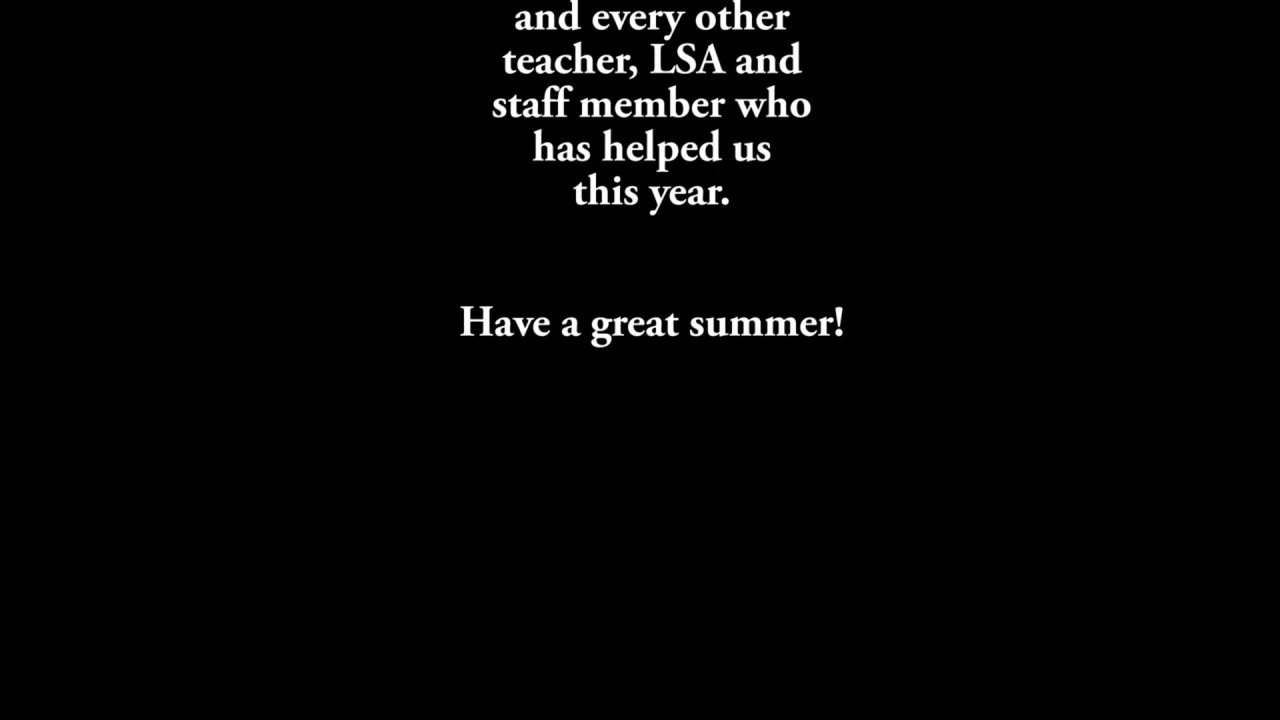 and every other
teacher, LSA and
staff member who
has helped us
this year.
Have a great summer!